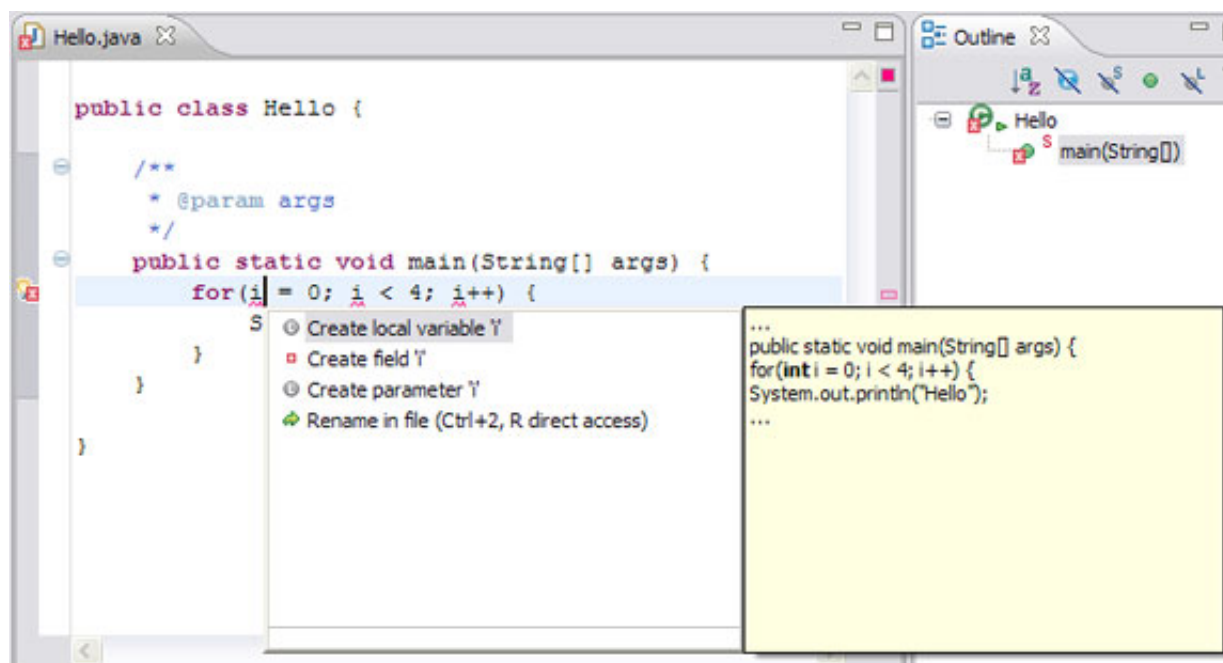 Hello.java
public class Hello {
/**
* @param args
*/
public static void main(String[] args) {
for(i = 0; i < 4; i++) {
S
}
}
}
Create local variable 'i'
Create field 'i'
Create parameter 'i'
Rename in file (Ctrl+2, R direct access)
...
public static void main(String[] args) {
for(int i = 0; i < 4; i++) {
System.out.println("Hello");
...
Outline
Hello
S main(String[])